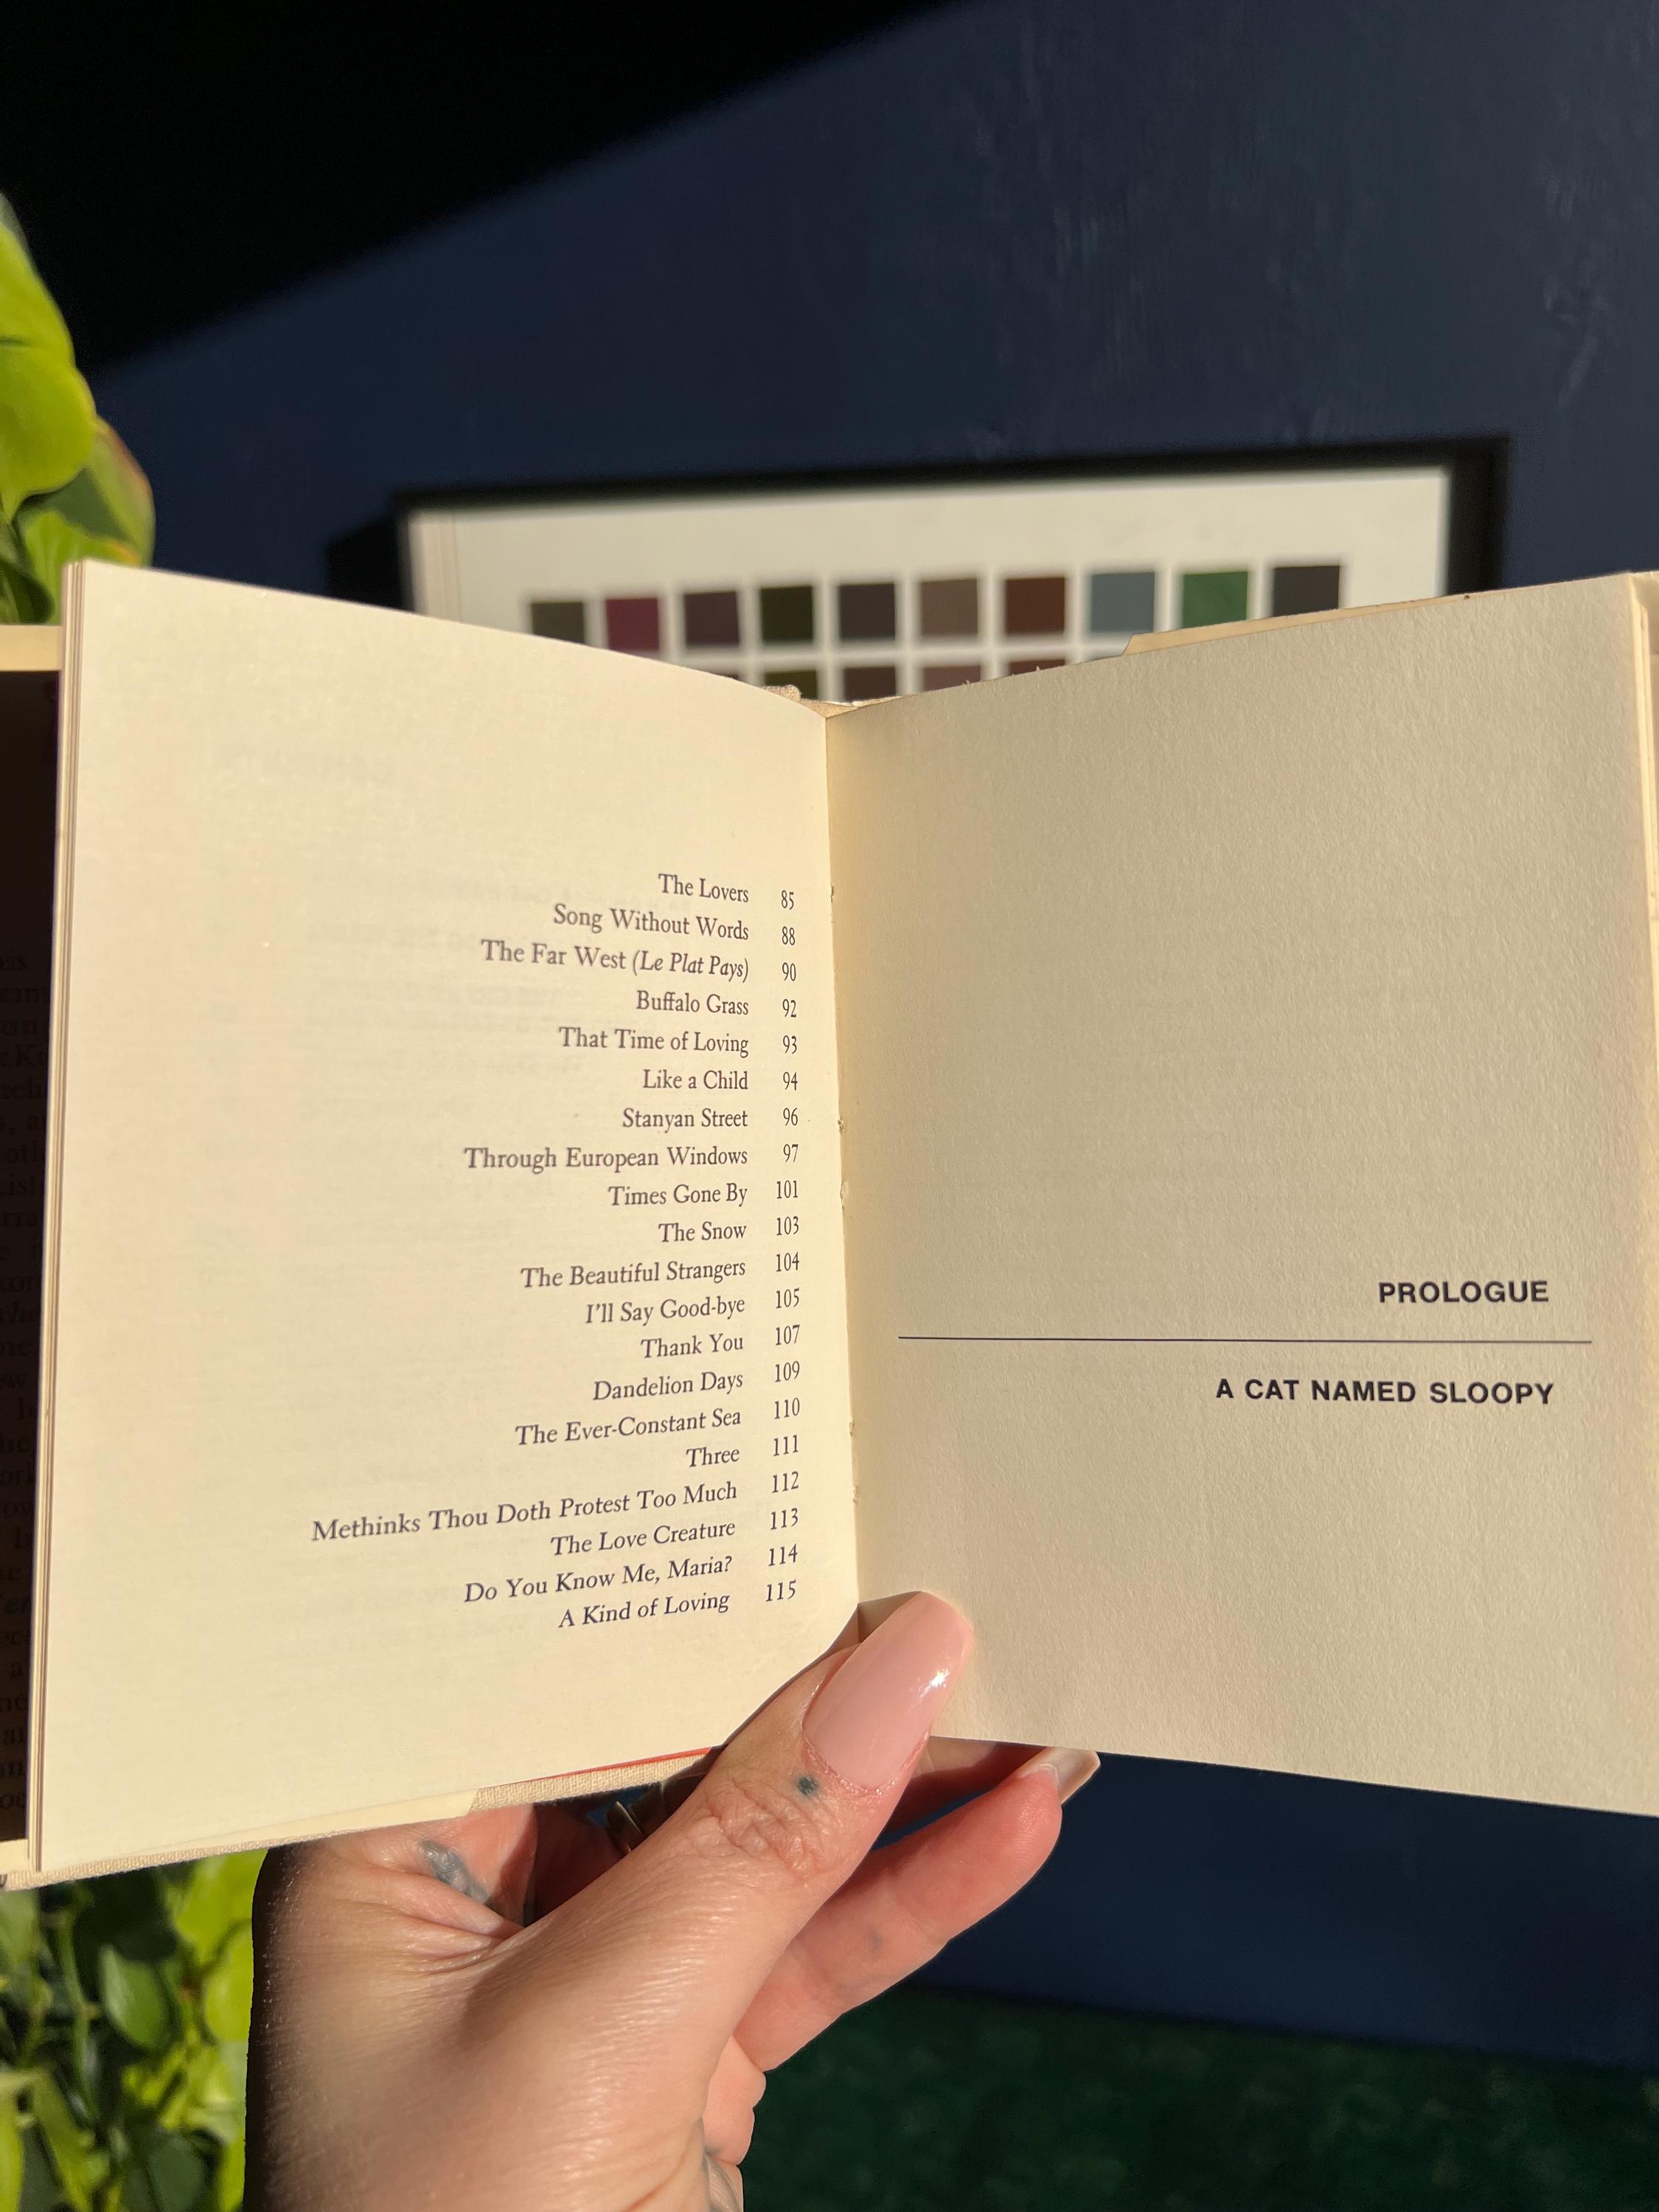 The Lovers 85
Song Without Words 88
The Far West (Le Plat Pays) 90
Buffalo Grass 92
That Time of Loving 93
Like a Child 94
Stanyan Street 96
Through European Windows 97
Times Gone By 101
The Snow 103
The Beautiful Strangers 104
I'll Say Good-bye 105
Thank You 107
Dandelion Days 109
The Ever-Constant Sea 110
Three 111
Methinks Thou Doth Protest Too Much 112
The Love Creature 113
Do You Know Me, Maria? 114
A Kind of Loving 115
PROLOGUE
A CAT NAMED SLOOPY